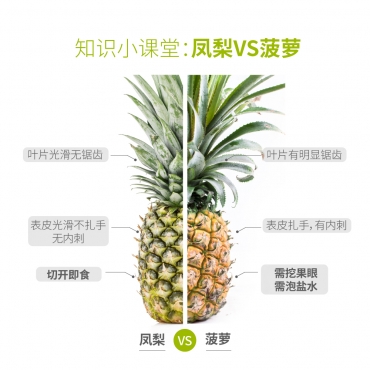 知识小课堂:凤梨VS菠萝
叶片光滑无锯齿
叶片有明显锯齿
表皮光滑不扎手
无内刺
表皮扎手,有内刺
切开即食
需挖果眼
需泡盐水
凤梨 VS 菠萝